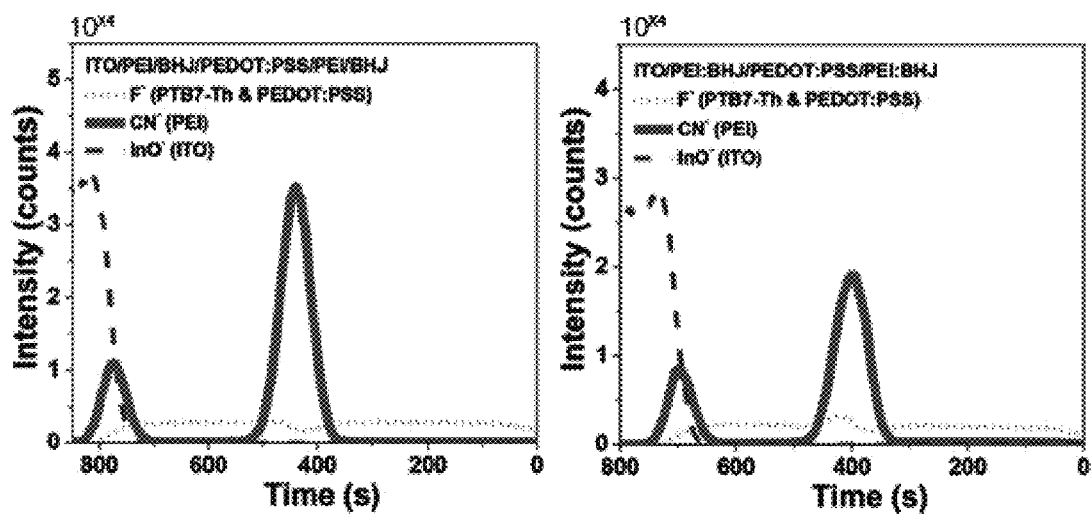 10^x4
ITO/PEI/BHJ/PEDOT:PSS/PEI/BHJ
F⁻ (PTB7-Th & PEDOT:PSS)
CN⁻ (PEI)
InO⁻ (ITO)
Intensity (counts)
5
4
3
2
1
0
800 600 400 200 0
Time (s)
10^x4
ITO/PEI:BHJ/PEDOT:PSS/PEI:BHJ
F⁻ (PTB7-Th & PEDOT:PSS)
CN⁻ (PEI)
InO⁻ (ITO)
Intensity (counts)
4
3
2
1
0
800 600 400 200 0
Time (s)